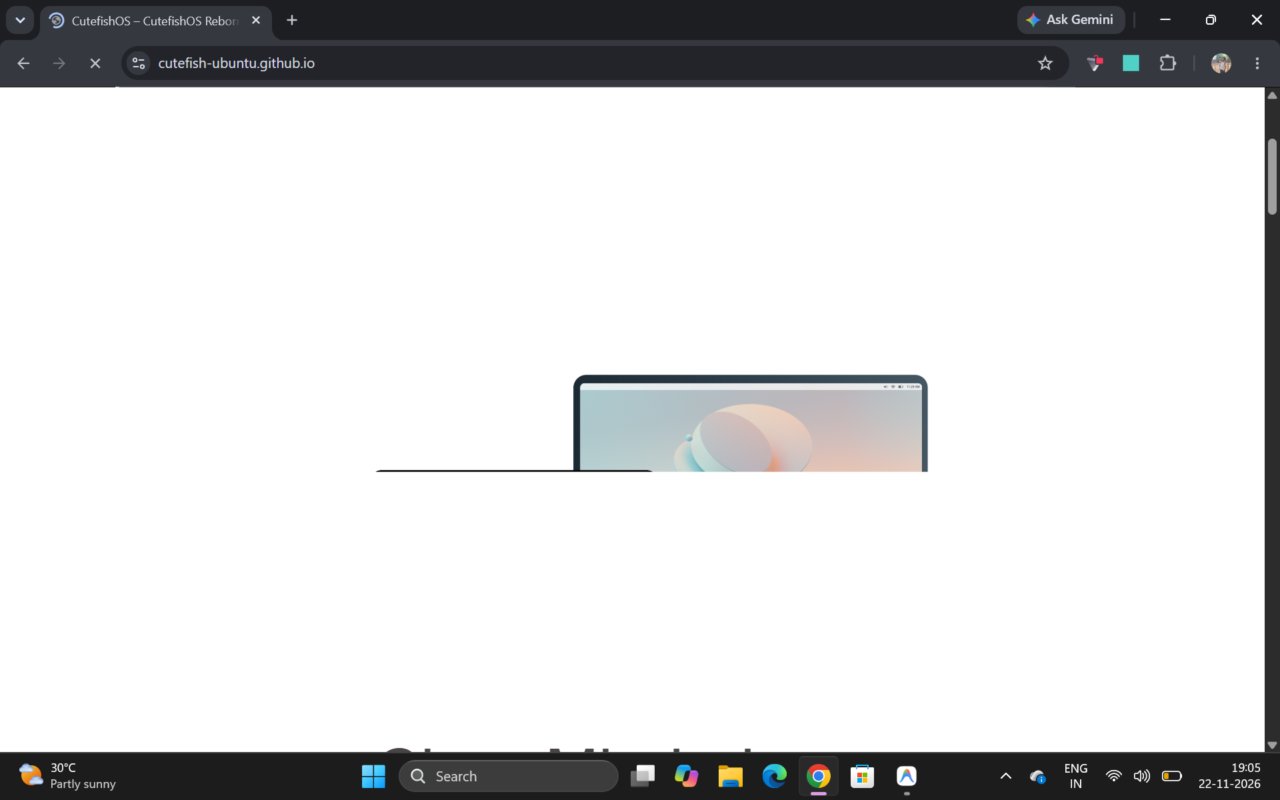 CutefishOS – CutefishOS Rebor
Ask Gemini
cutefish-ubuntu.github.io
30°C
Partly sunny
Search
ENG
IN
19:05
22-11-2026